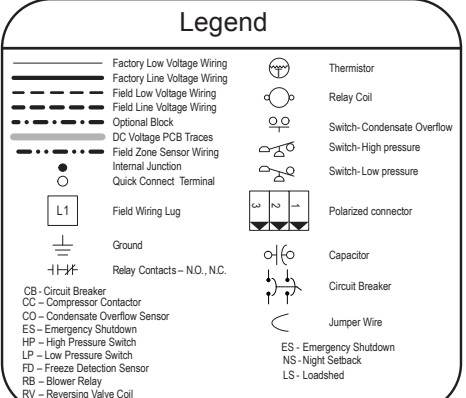 Legend
Factory Low Voltage Wiring
Factory Line Voltage Wiring
Field Low Voltage Wiring
Field Line Voltage Wiring
Optional Block
DC Voltage PCB Traces
Field Zone Sensor Wiring
Internal Junction
Quick Connect Terminal
L1 Field Wiring Lug
Ground
Relay Contacts – N.O., N.C.
CB - Circuit Breaker
CC – Compressor Contactor
CO – Condensate Overflow Sensor
ES – Emergency Shutdown
HP – High Pressure Switch
LP – Low Pressure Switch
FD – Freeze Detection Sensor
RB – Blower Relay
RV – Reversing Valve Coil
Thermistor
Relay Coil
Switch- Condensate Overflow
Switch- High pressure
Switch- Low pressure
3 2 1 Polarized connector
Capacitor
Circuit Breaker
Jumper Wire
ES - Emergency Shutdown
NS - Night Setback
LS - Loadshed